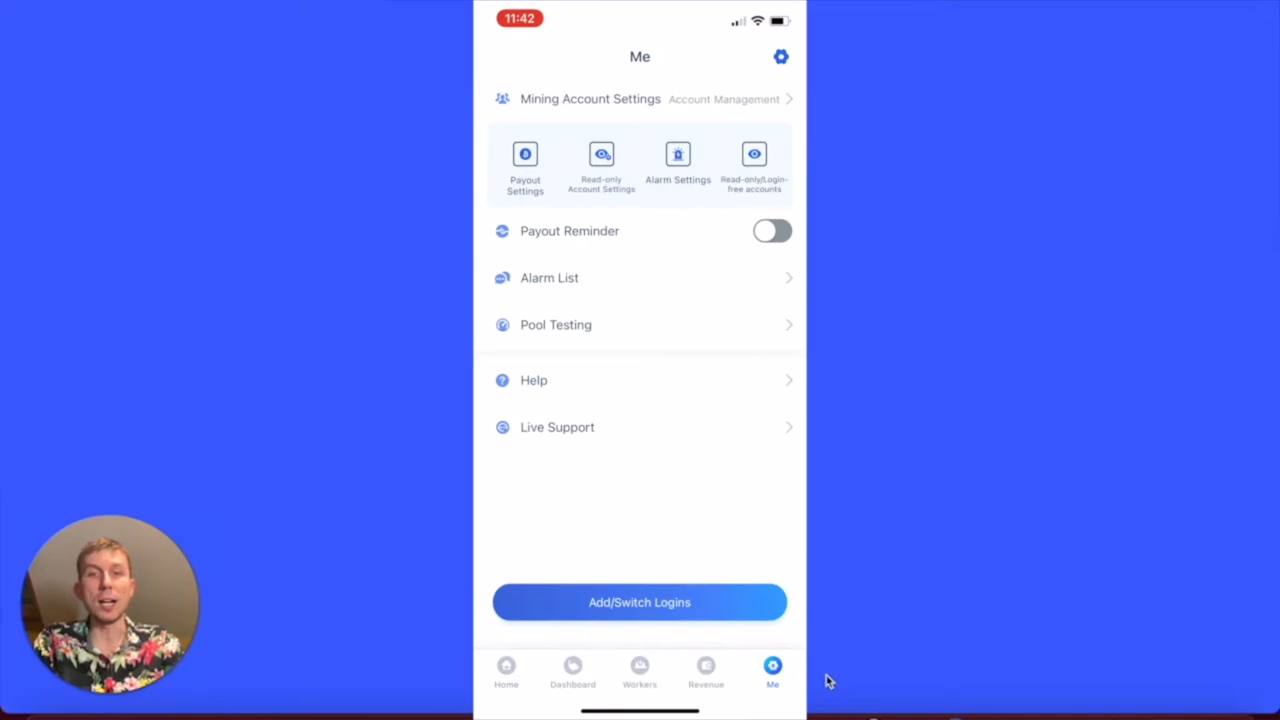 11:42
Me
Mining Account Settings Account Management
Payout
Settings
Read-only
Account Settings
Alarm Settings
Read-only/Login-
free accounts
Payout Reminder
Alarm List
Pool Testing
Help
Live Support
Add/Switch Logins
Home Dashboard Workers Revenue Me